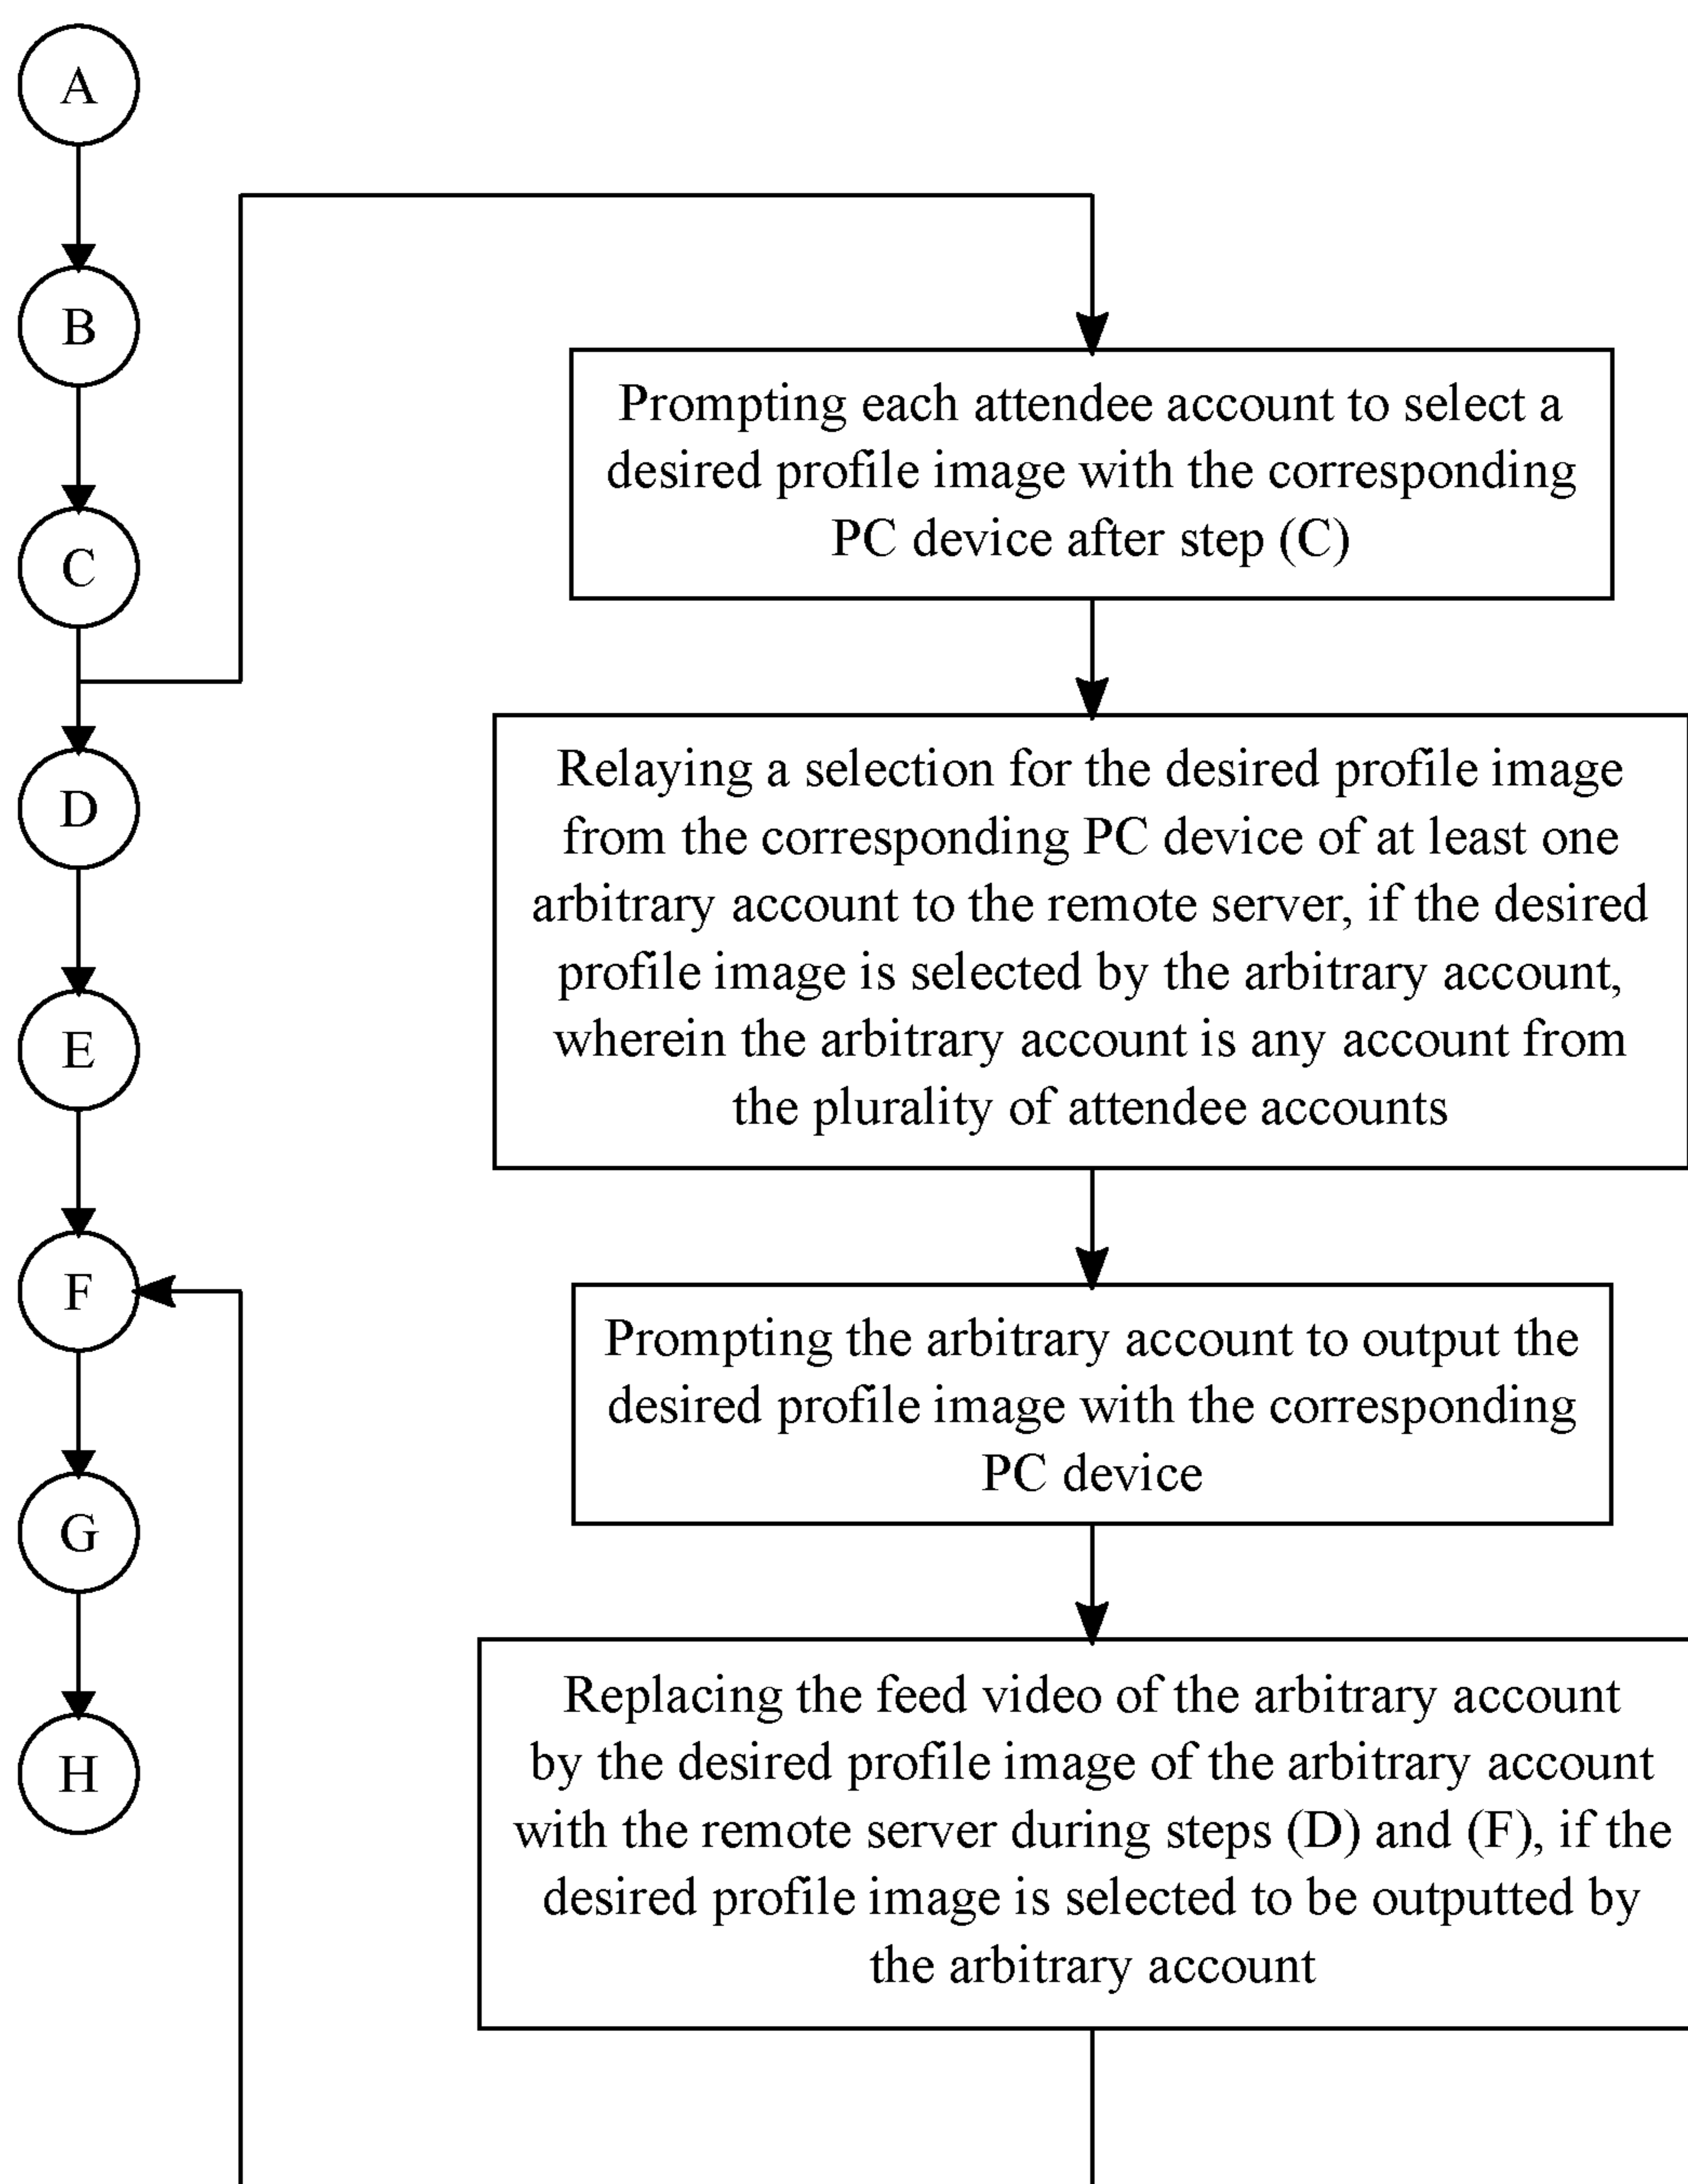 A
B
C
D
E
F
G
H
Prompting each attendee account to select a
desired profile image with the corresponding
PC device after step (C)
Relaying a selection for the desired profile image
from the corresponding PC device of at least one
arbitrary account to the remote server, if the desired
profile image is selected by the arbitrary account,
wherein the arbitrary account is any account from
the plurality of attendee accounts
Prompting the arbitrary account to output the
desired profile image with the corresponding
PC device
Replacing the feed video of the arbitrary account
by the desired profile image of the arbitrary account
with the remote server during steps (D) and (F), if the
desired profile image is selected to be outputted by
the arbitrary account